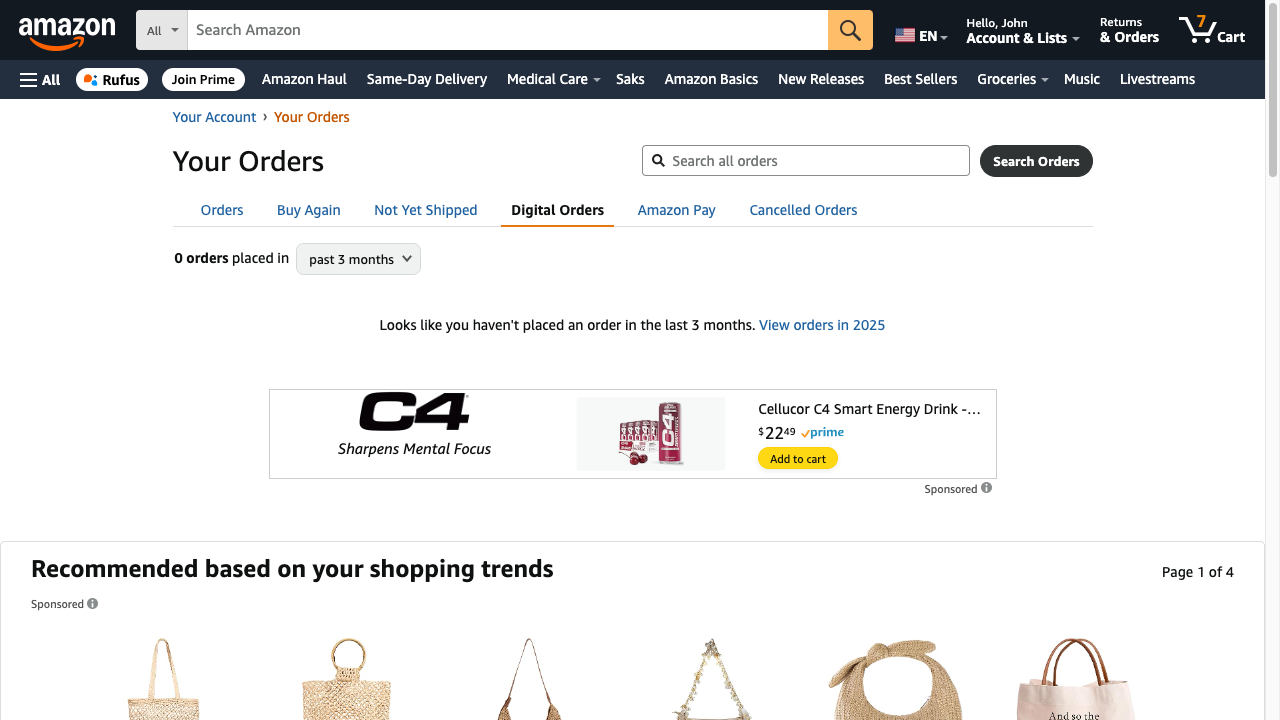 amazon
All
Search Amazon
EN
Hello, John
Account & Lists
Returns
& Orders
7
Cart
All
Rufus
Join Prime
Amazon Haul
Same-Day Delivery
Medical Care
Saks
Amazon Basics
New Releases
Best Sellers
Groceries
Music
Livestreams
Your Account › Your Orders
Your Orders
Search all orders
Search Orders
Orders
Buy Again
Not Yet Shipped
Digital Orders
Amazon Pay
Cancelled Orders
0 orders placed in
past 3 months
Looks like you haven't placed an order in the last 3 months. View orders in 2025
C4
Sharpens Mental Focus
C4
Cellucor C4 Smart Energy Drink -…
$2249 prime
Add to cart
Sponsored
Recommended based on your shopping trends
Page 1 of 4
Sponsored
And so the